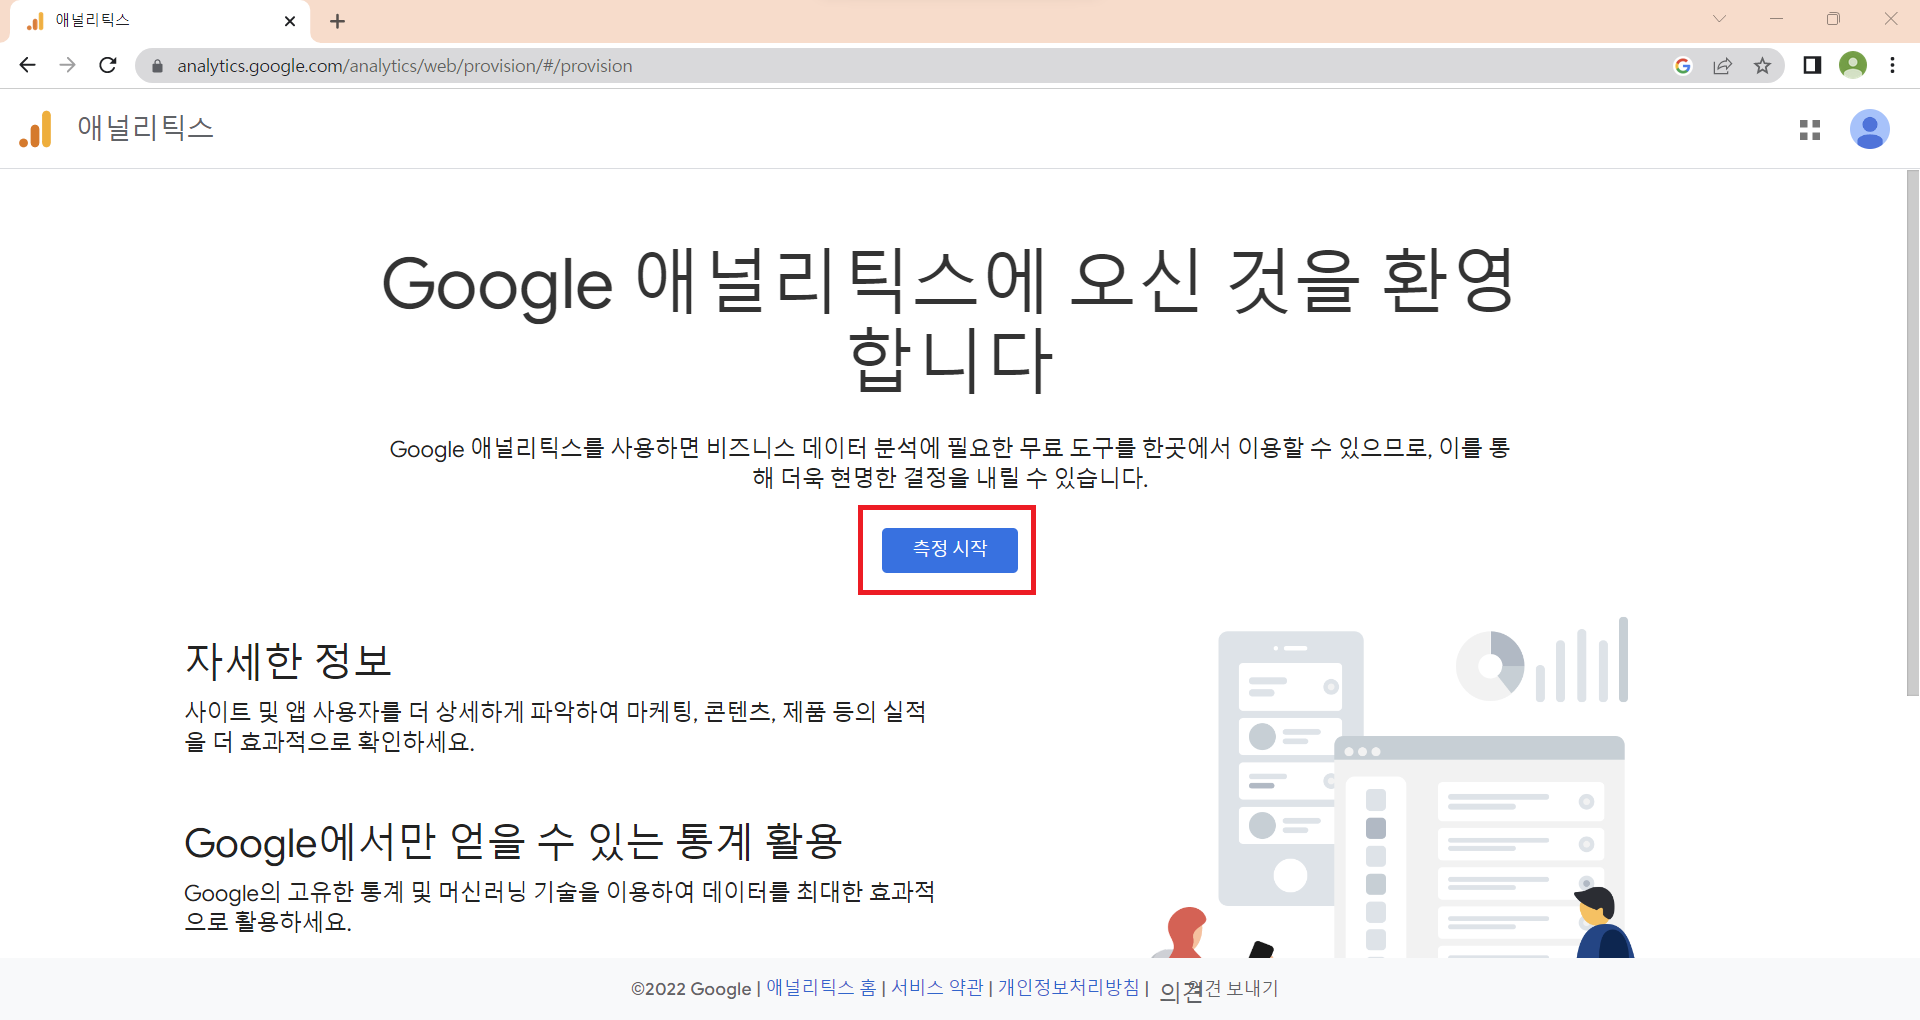 애널리틱스
analytics.google.com/analytics/web/provision/#/provision
애널리틱스
Google 애널리틱스에 오신 것을 환영
합니다
Google 애널리틱스를 사용하면 비즈니스 데이터 분석에 필요한 무료 도구를 한곳에서 이용할 수 있으므로, 이를 통
해 더욱 현명한 결정을 내릴 수 있습니다.
측정 시작
자세한 정보
사이트 및 앱 사용자를 더 상세하게 파악하여 마케팅, 콘텐츠, 제품 등의 실적
을 더 효과적으로 확인하세요.
Google에서만 얻을 수 있는 통계 활용
Google의 고유한 통계 및 머신러닝 기술을 이용하여 데이터를 최대한 효과적
으로 활용하세요.
©2022 Google | 애널리틱스 홈 | 서비스 약관 | 개인정보처리방침 | 의견 의견 보내기